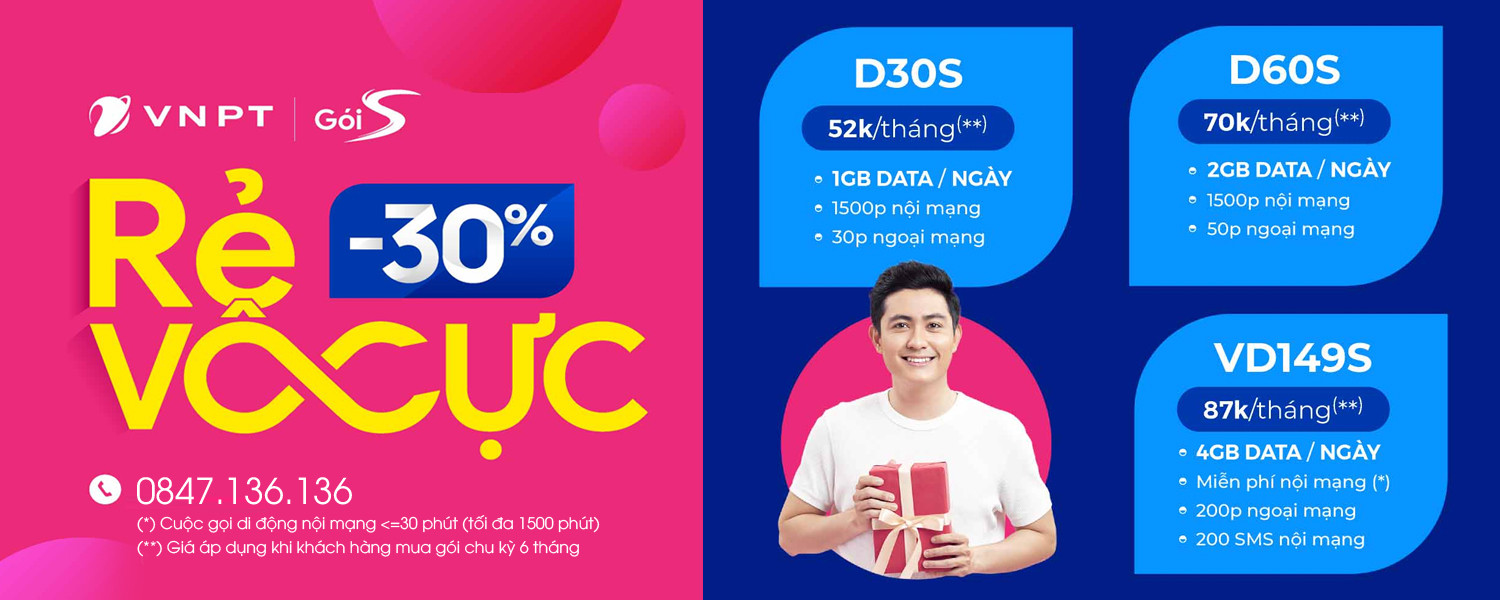 VNPT
Gói S
Rẻ
-30%
VÔ CỰC
0847.136.136
(*) Cuộc gọi di động nội mạng <=30 phút (tối đa 1500 phút)
(**) Giá áp dụng khi khách hàng mua gói chu kỳ 6 tháng
D30S
52k/tháng(**)
1GB DATA / NGÀY
1500p nội mạng
30p ngoại mạng
D60S
70k/tháng(**)
2GB DATA / NGÀY
1500p nội mạng
50p ngoại mạng
VD149S
87k/tháng(**)
4GB DATA / NGÀY
Miễn phí nội mạng (*)
200p ngoại mạng
200 SMS nội mạng